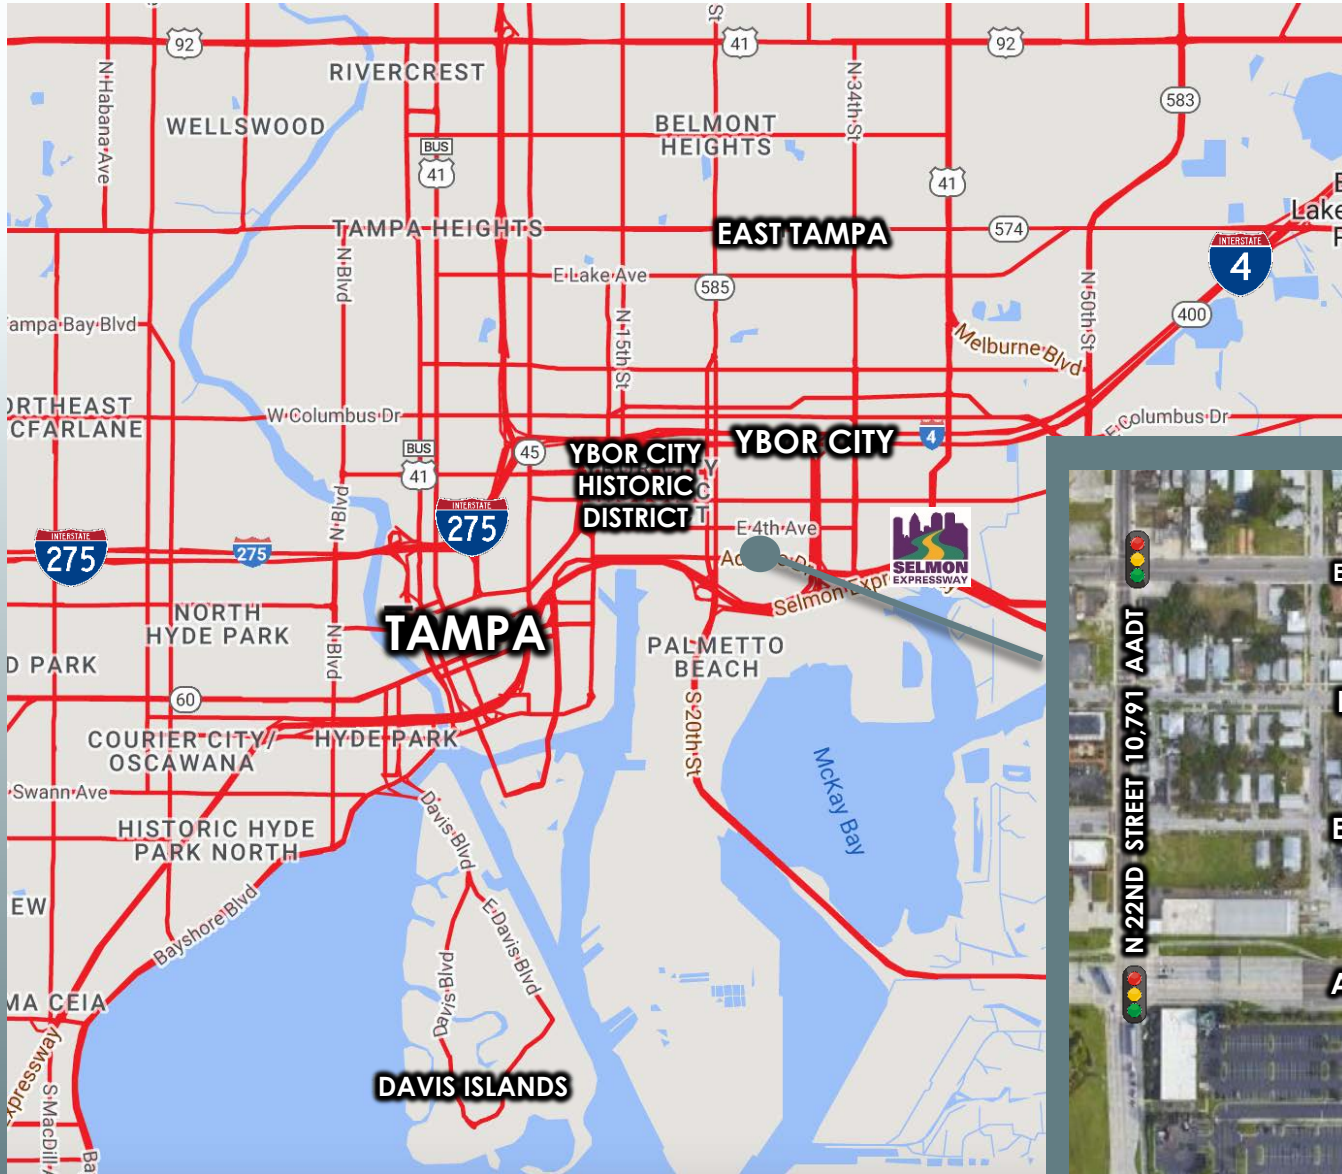 St
92
41
92
RIVERCREST
N Habana Ave
N 34th St
583
WELLSWOOD
BELMONT
HEIGHTS
BUS
41
41
Lake
TAMPA HEIGHTS
EAST TAMPA
574
INTERSTATE
4
N Blvd
E Lake Ave
585
N 50th St
400
ampa Bay Blvd
N 15th St
Melburne Blvd
ORTHEAST
CFARLANE
W Columbus Dr
E Columbus Dr
BUS
41
45
YBOR CITY
HISTORIC
DISTRICT
YBOR CITY
4
N Blvd
INTERSTATE
275
E 4th Ave
INTERSTATE
275
275
SELMON
EXPRESSWAY
Selmon Expr
NORTH
HYDE PARK
N Blvd
TAMPA
D PARK
PALMETTO
BEACH
60
S 20th St
COURIER CITY/
OSCAWANA
HYDE PARK
McKay Bay
Swann Ave
Davis Blvd
HISTORIC HYDE
PARK NORTH
EW
Bayshore Blvd
E Davis Blvd
Davis Blvd
MA CEIA
xpressway
S MacDill
Ba
DAVIS ISLANDS
N 22ND STREET 10,791 AADT
E
E
A